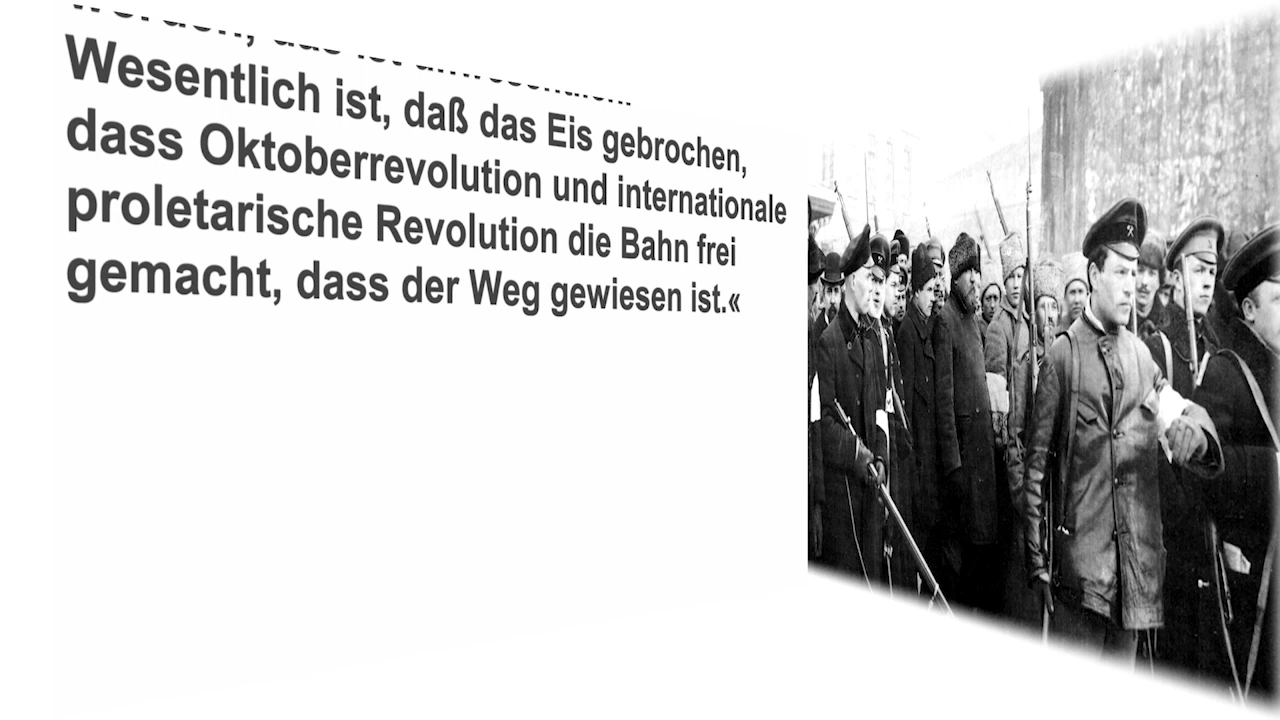 Wesentlich ist, daß das Eis gebrochen,
dass Oktoberrevolution und internationale
proletarische Revolution die Bahn frei
gemacht, dass der Weg gewiesen ist.«